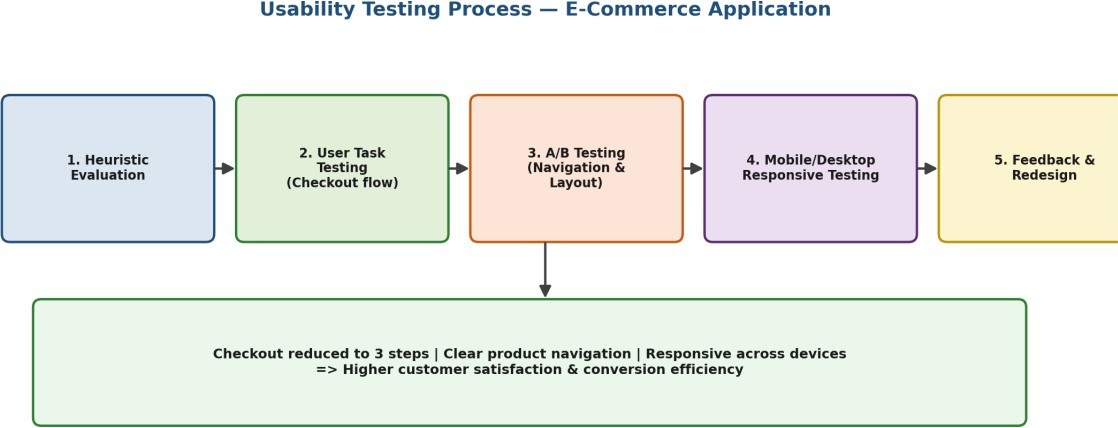 Usability Testing Process — E-Commerce Application
1. Heuristic
Evaluation
2. User Task
Testing
(Checkout flow)
3. A/B Testing
(Navigation &
Layout)
4. Mobile/Desktop
Responsive Testing
5. Feedback &
Redesign
Checkout reduced to 3 steps | Clear product navigation | Responsive across devices
=> Higher customer satisfaction & conversion efficiency